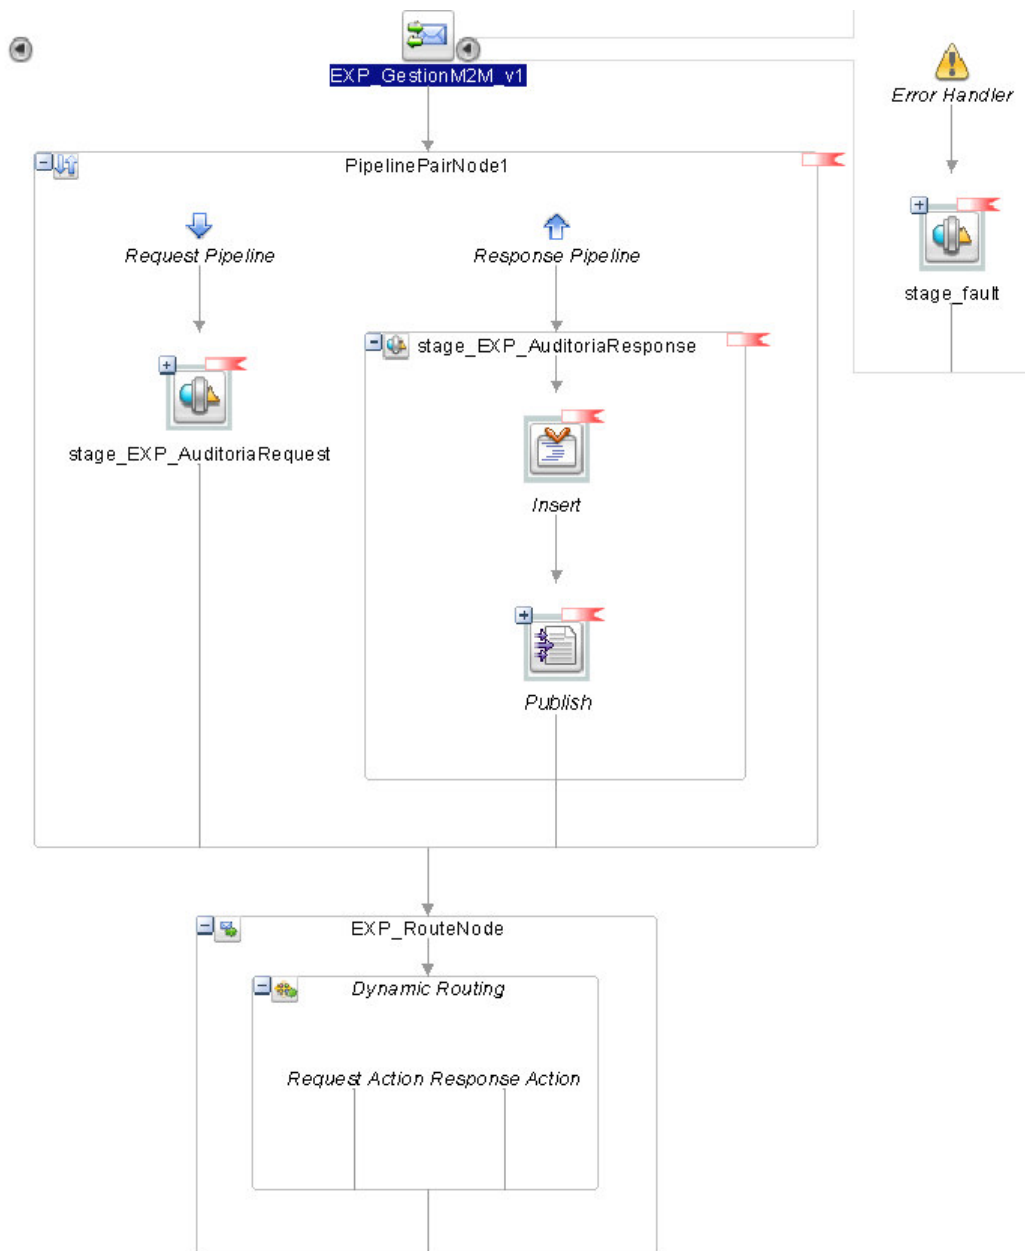 EXP_GestionM2M_v1
Error Handler
PipelinePairNode1
Request Pipeline
Response Pipeline
stage_fault
stage_EXP_AuditoriaResponse
stage_EXP_AuditoriaRequest
Insert
Publish
EXP_RouteNode
Dynamic Routing
Request Action Response Action